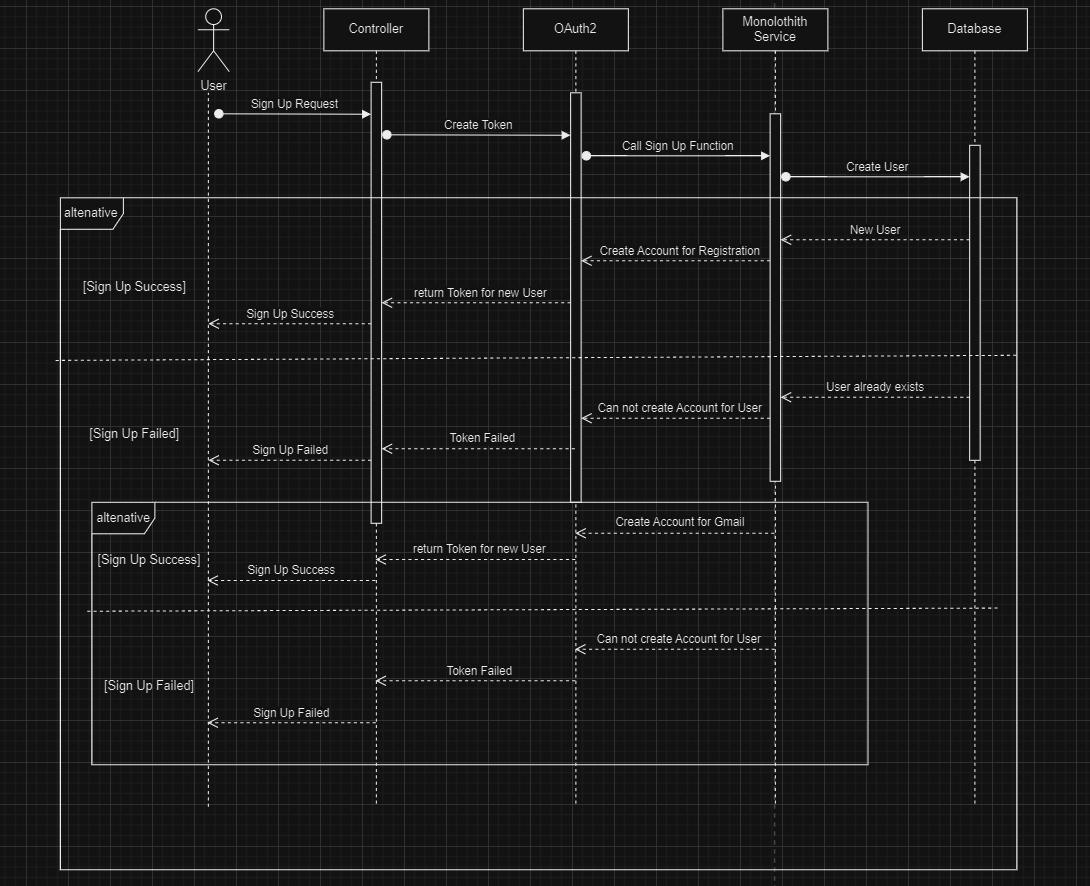 Controller
OAuth2
Monolothith
Service
Database
User
Sign Up Request
Create Token
Call Sign Up Function
Create User
altenative
New User
Create Account for Registration
[Sign Up Success]
return Token for new User
Sign Up Success
User already exists
Can not create Account for User
[Sign Up Failed]
Token Failed
Sign Up Failed
altenative
Create Account for Gmail
return Token for new User
[Sign Up Success]
Sign Up Success
Can not create Account for User
Token Failed
[Sign Up Failed]
Sign Up Failed